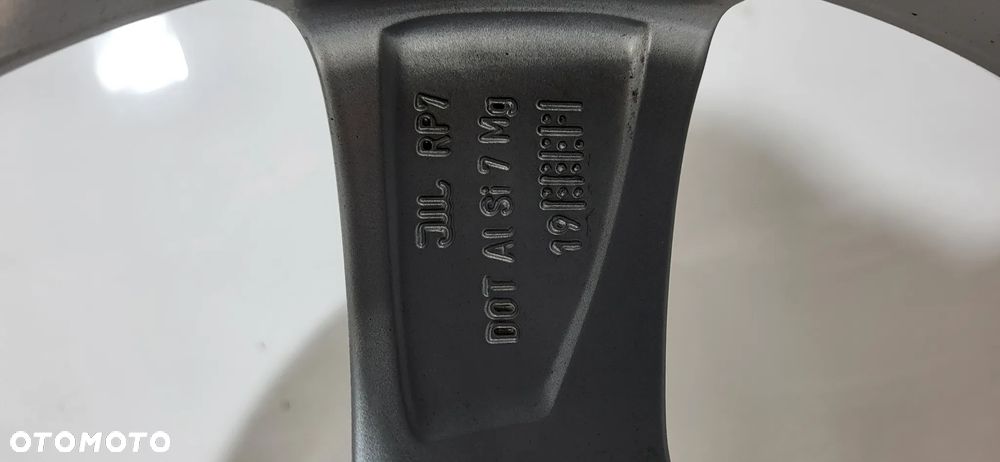 JJL RP7
DOT Al Si 7 Mg
19
OTOMOTO